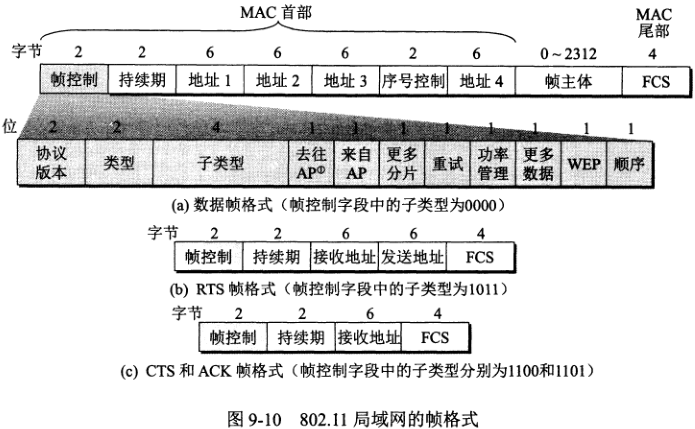 MAC 首部
MAC 尾部
字节 2 2 6 6 6 2 6 0～2312 4
帧控制 持续期 地址 1 地址 2 地址 3 序号控制 地址 4 帧主体 FCS
位 2 2 4 1 1 1 1 1 1 1 1
协议版本 类型 子类型 去往AP① 来自AP 更多分片 重试 功率管理 更多数据 WEP 顺序
(a) 数据帧格式（帧控制字段中的子类型为0000）
字节 2 2 6 6 4
帧控制 持续期 接收地址 发送地址 FCS
(b) RTS 帧格式（帧控制字段中的子类型为1011）
字节 2 2 6 4
帧控制 持续期 接收地址 FCS
(c) CTS 和 ACK 帧格式（帧控制字段中的子类型分别为1100和1101）
图 9-10 802.11 局域网的帧格式